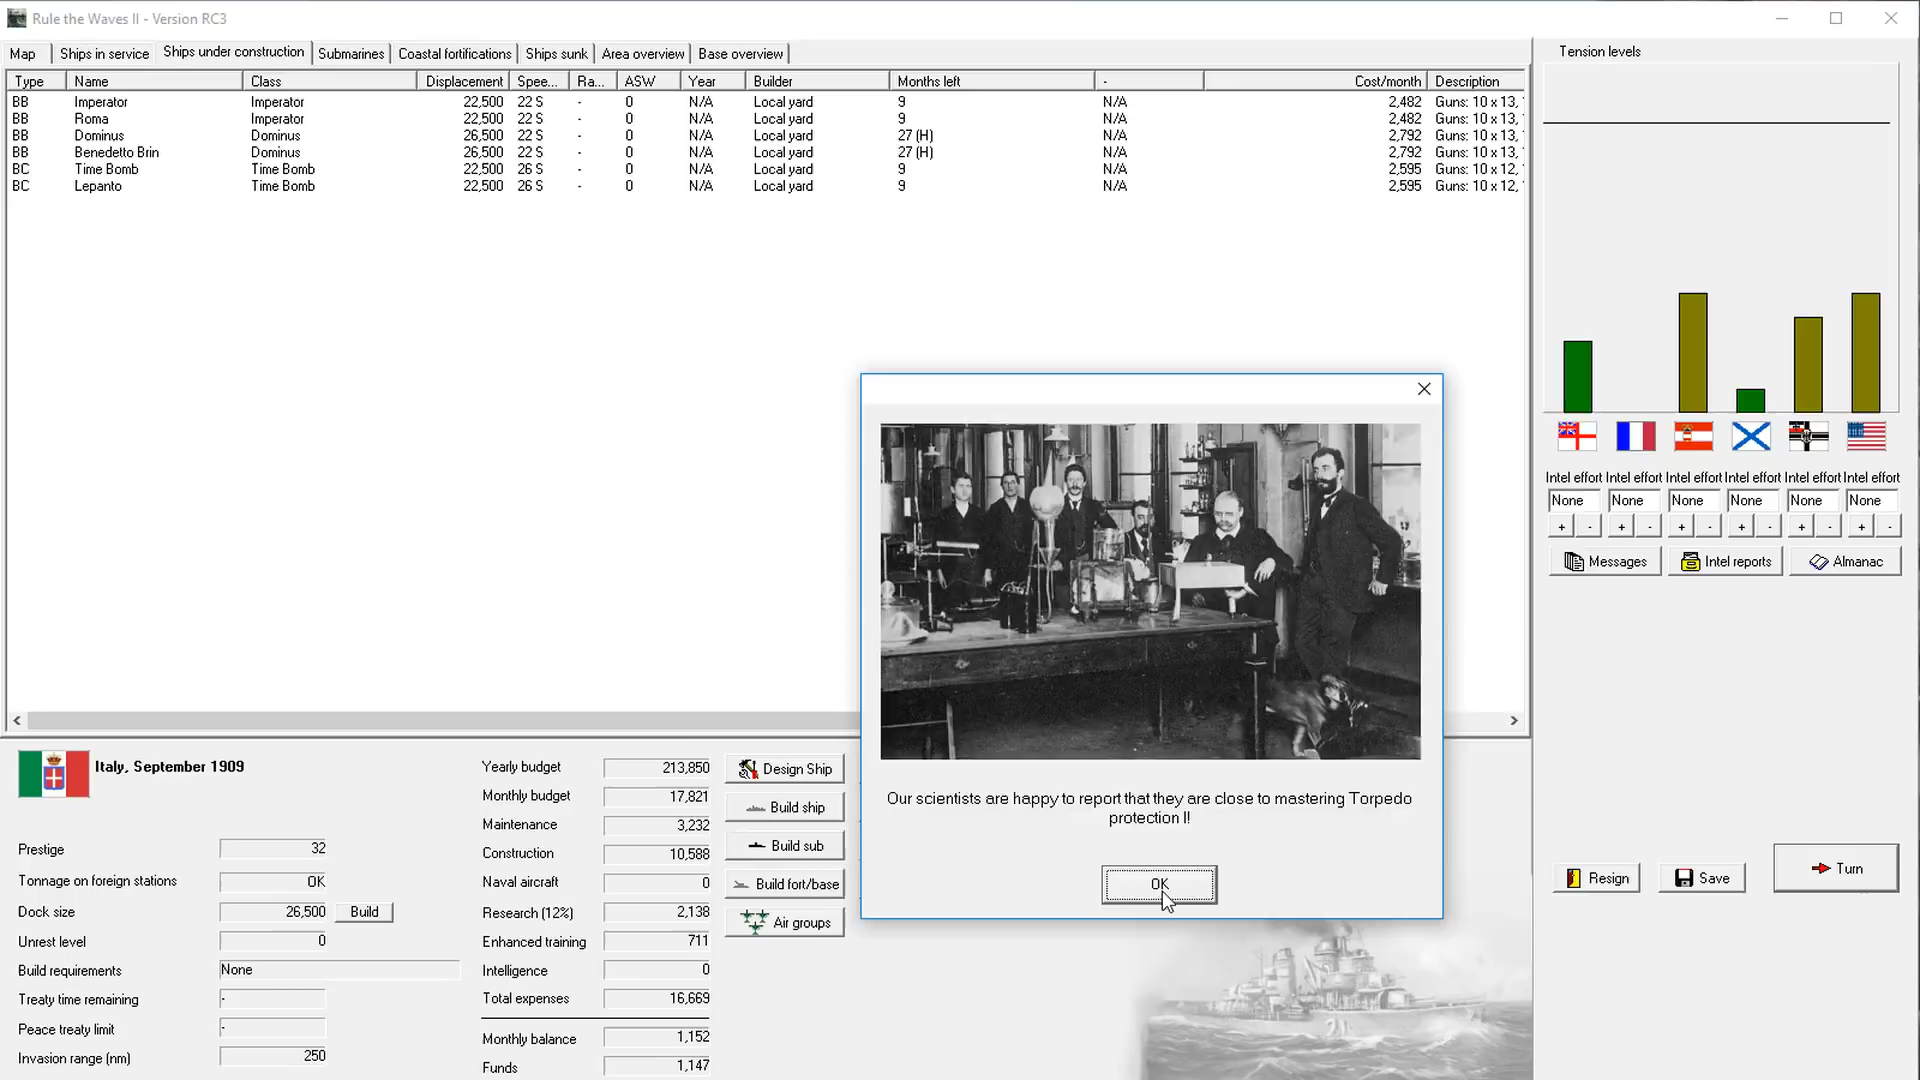 Rule the Waves II - Version RC3
Map Ships in service Ships under construction Submarines Coastal fortifications Ships sunk Area overview Base overview
Type Name Class Displacement Spee... Ra... ASW Year Builder Months left - Cost/month Description
BB Imperator Imperator 22,500 22 S - 0 N/A Local yard 9 N/A 2,482 Guns: 10 x 13,
BB Roma Imperator 22,500 22 S - 0 N/A Local yard 9 N/A 2,482 Guns: 10 x 13,
BB Dominus Dominus 26,500 22 S - 0 N/A Local yard 27 (H) N/A 2,792 Guns: 10 x 13,
BB Benedetto Brin Dominus 26,500 22 S - 0 N/A Local yard 27 (H) N/A 2,792 Guns: 10 x 13,
BC Time Bomb Time Bomb 22,500 26 S - 0 N/A Local yard 9 N/A 2,595 Guns: 10 x 12,
BC Lepanto Time Bomb 22,500 26 S - 0 N/A Local yard 9 N/A 2,595 Guns: 10 x 12,
Tension levels
Intel effort Intel effort Intel effort Intel effort Intel effort Intel effort
None None None None None None
+ - + - + - + - + - + -
Messages Intel reports Almanac
Our scientists are happy to report that they are close to mastering Torpedo
protection I!
OK
Italy, September 1909
Prestige 32
Tonnage on foreign stations OK
Dock size 26,500 Build
Unrest level 0
Build requirements None
Treaty time remaining -
Peace treaty limit -
Invasion range (nm) 250
Yearly budget 213,850
Monthly budget 17,821
Maintenance 3,232
Construction 10,588
Naval aircraft 0
Research (12%) 2,138
Enhanced training 711
Intelligence 0
Total expenses 16,669
Monthly balance 1,152
Funds 1,147
Design Ship
Build ship
Build sub
Build fort/base
Air groups
Resign Save Turn